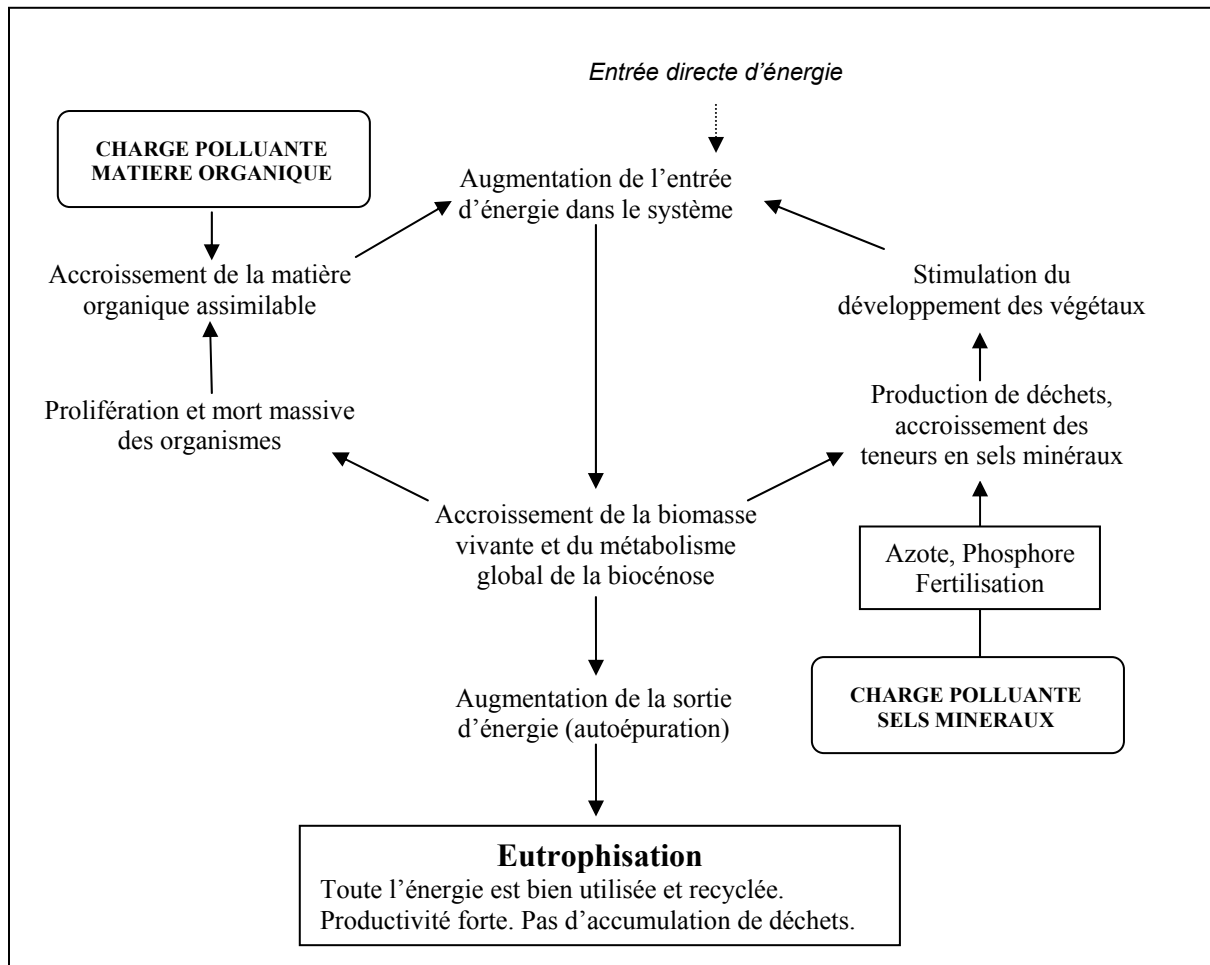 Entrée directe d’énergie
CHARGE POLLUANTE
MATIERE ORGANIQUE
Augmentation de l’entrée
d’énergie dans le système
Accroissement de la matière
organique assimilable
Stimulation du
développement des végétaux
Prolifération et mort massive
des organismes
Production de déchets,
accroissement des
teneurs en sels minéraux
Accroissement de la biomasse
vivante et du métabolisme
global de la biocénose
Azote, Phosphore
Fertilisation
Augmentation de la sortie
d’énergie (autoépuration)
CHARGE POLLUANTE
SELS MINERAUX
Eutrophisation
Toute l’énergie est bien utilisée et recyclée.
Productivité forte. Pas d’accumulation de déchets.